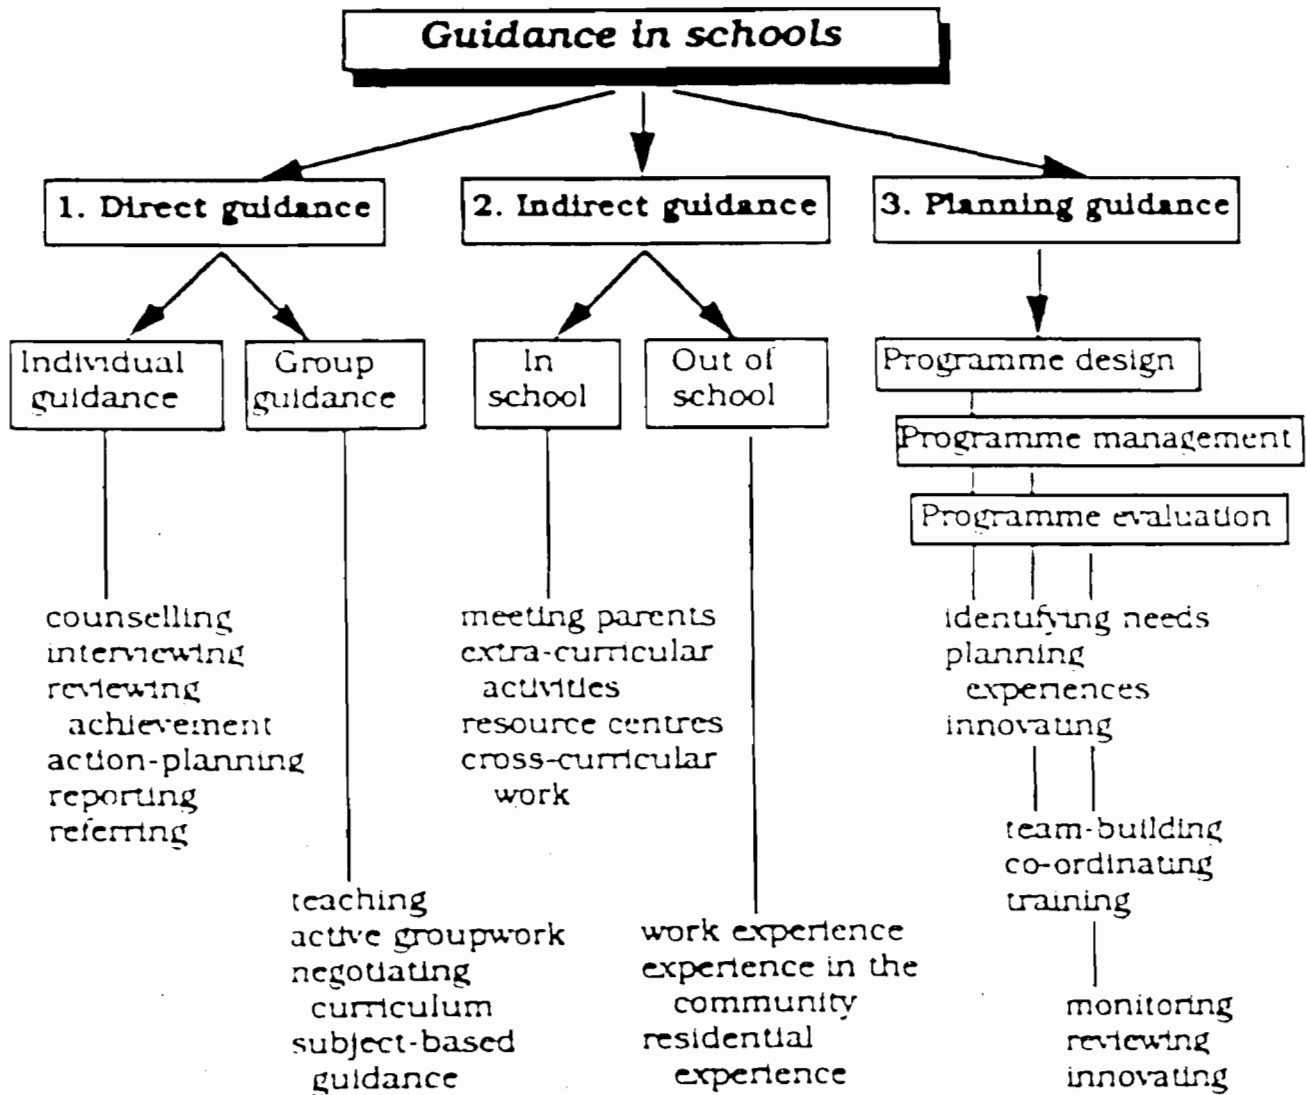 Guidance in schools
1. Direct guidance
2. Indirect guidance
3. Planning guidance
Individual
guidance
Group
guidance
In
school
Out of
school
Programme design
Programme management
Programme evaluation
counselling
interviewing
reviewing
achievement
action-planning
reporting
referring
teaching
active groupwork
negotiating
curriculum
subject-based
guidance
meeting parents
extra-curricular
activities
resource centres
cross-curricular
work
work experience
experience in the
community
residential
experience
identifying needs
planning
experiences
innovating
team-building
co-ordinating
training
monitoring
reviewing
innovating